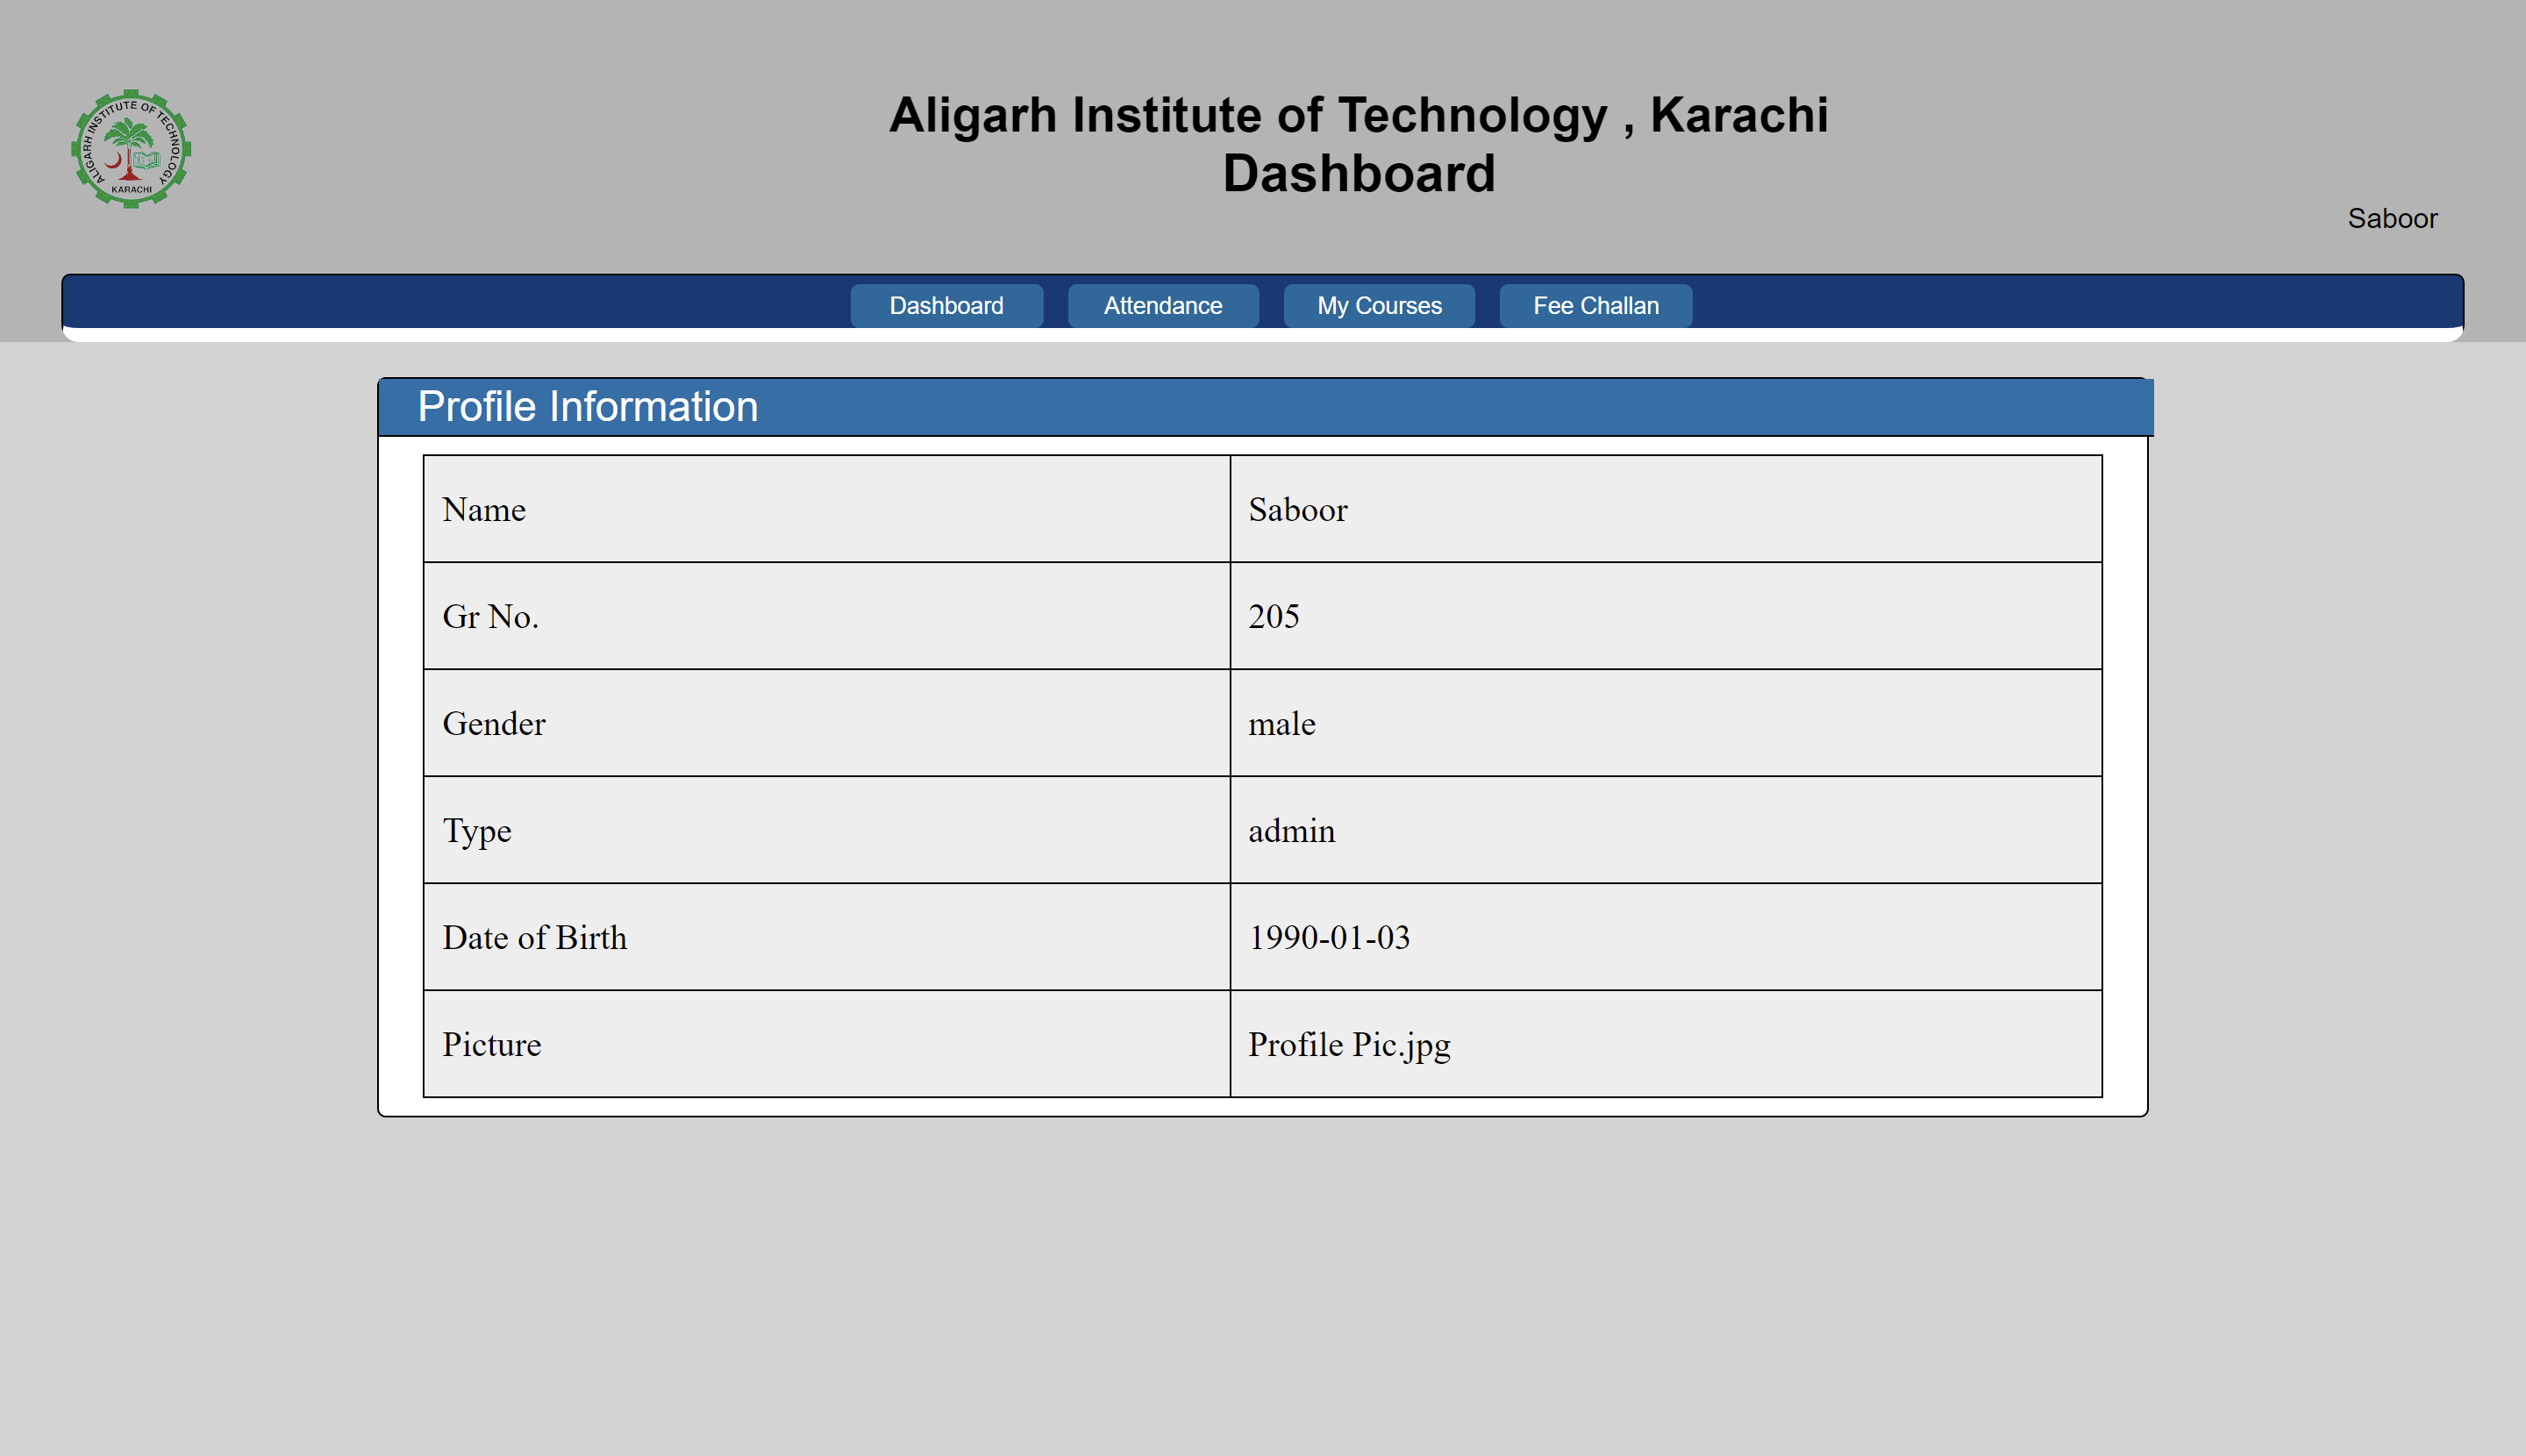 ALIGARH INSTITUTE OF TECHNOLOGY
KARACHI
Aligarh Institute of Technology , Karachi
Dashboard
Saboor
Dashboard Attendance My Courses Fee Challan
Profile Information
Name Saboor
Gr No. 205
Gender male
Type admin
Date of Birth 1990-01-03
Picture Profile Pic.jpg